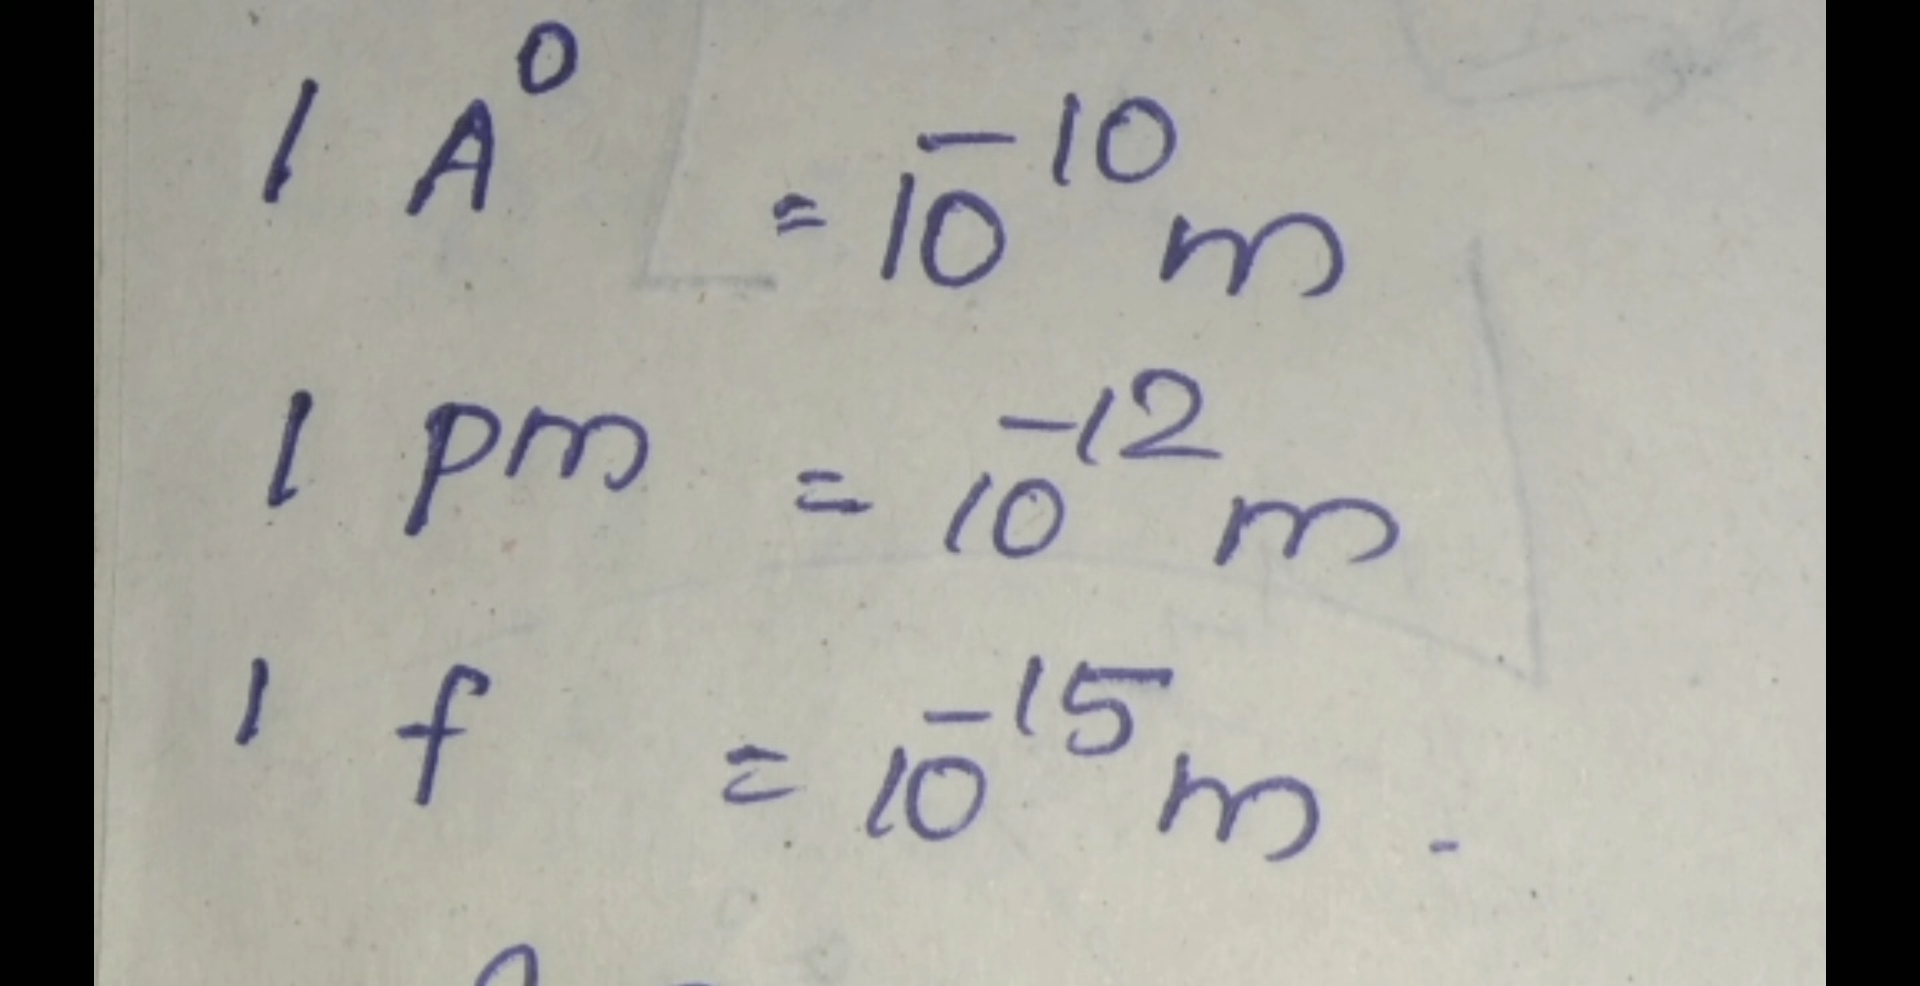 1 A⁰ = 10⁻¹⁰ m
1 pm = 10⁻¹² m
1 f = 10⁻¹⁵ m.